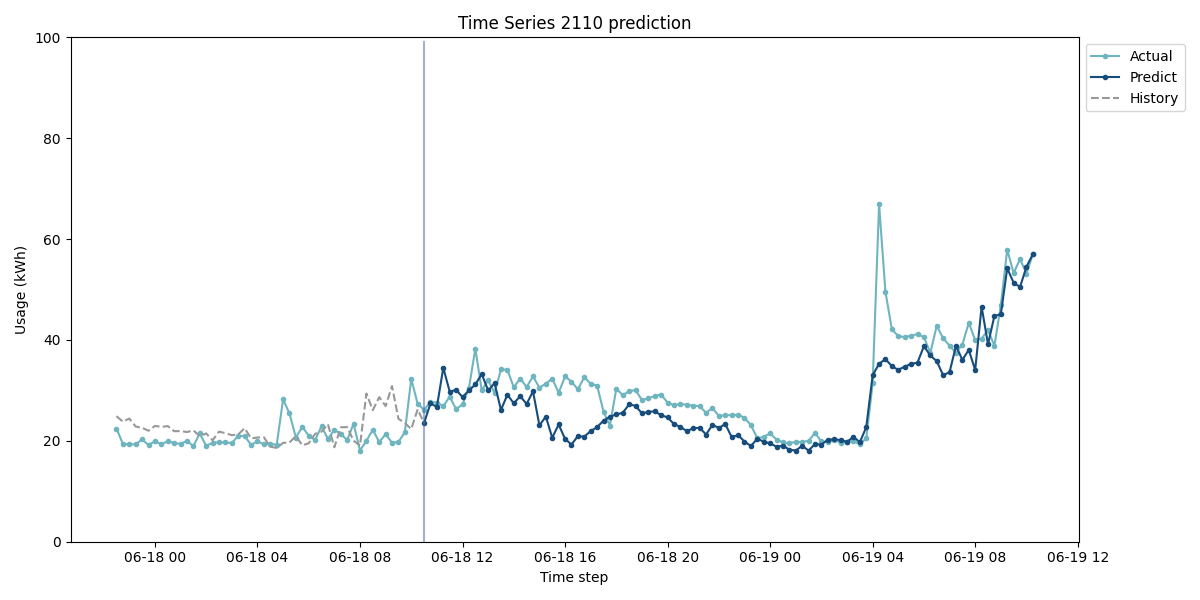 Time Series 2110 prediction
100
80
60
40
20
0
Usage (kWh)
06-18 00
06-18 04
06-18 08
06-18 12
06-18 16
06-18 20
06-19 00
06-19 04
06-19 08
06-19 12
Time step
Actual
Predict
History